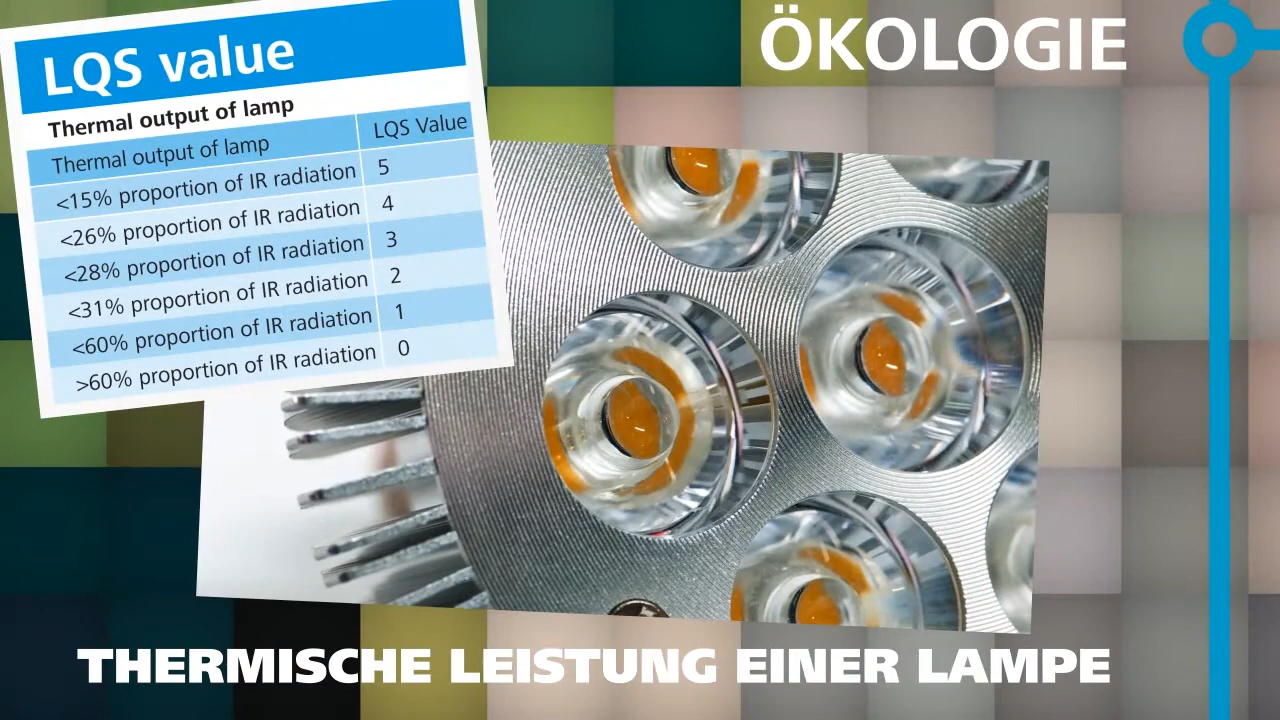 LQS value
Thermal output of lamp
Thermal output of lamp LQS Value
<15% proportion of IR radiation 5
<26% proportion of IR radiation 4
<28% proportion of IR radiation 3
<31% proportion of IR radiation 2
<60% proportion of IR radiation 1
>60% proportion of IR radiation 0
ÖKOLOGIE
THERMISCHE LEISTUNG EINER LAMPE